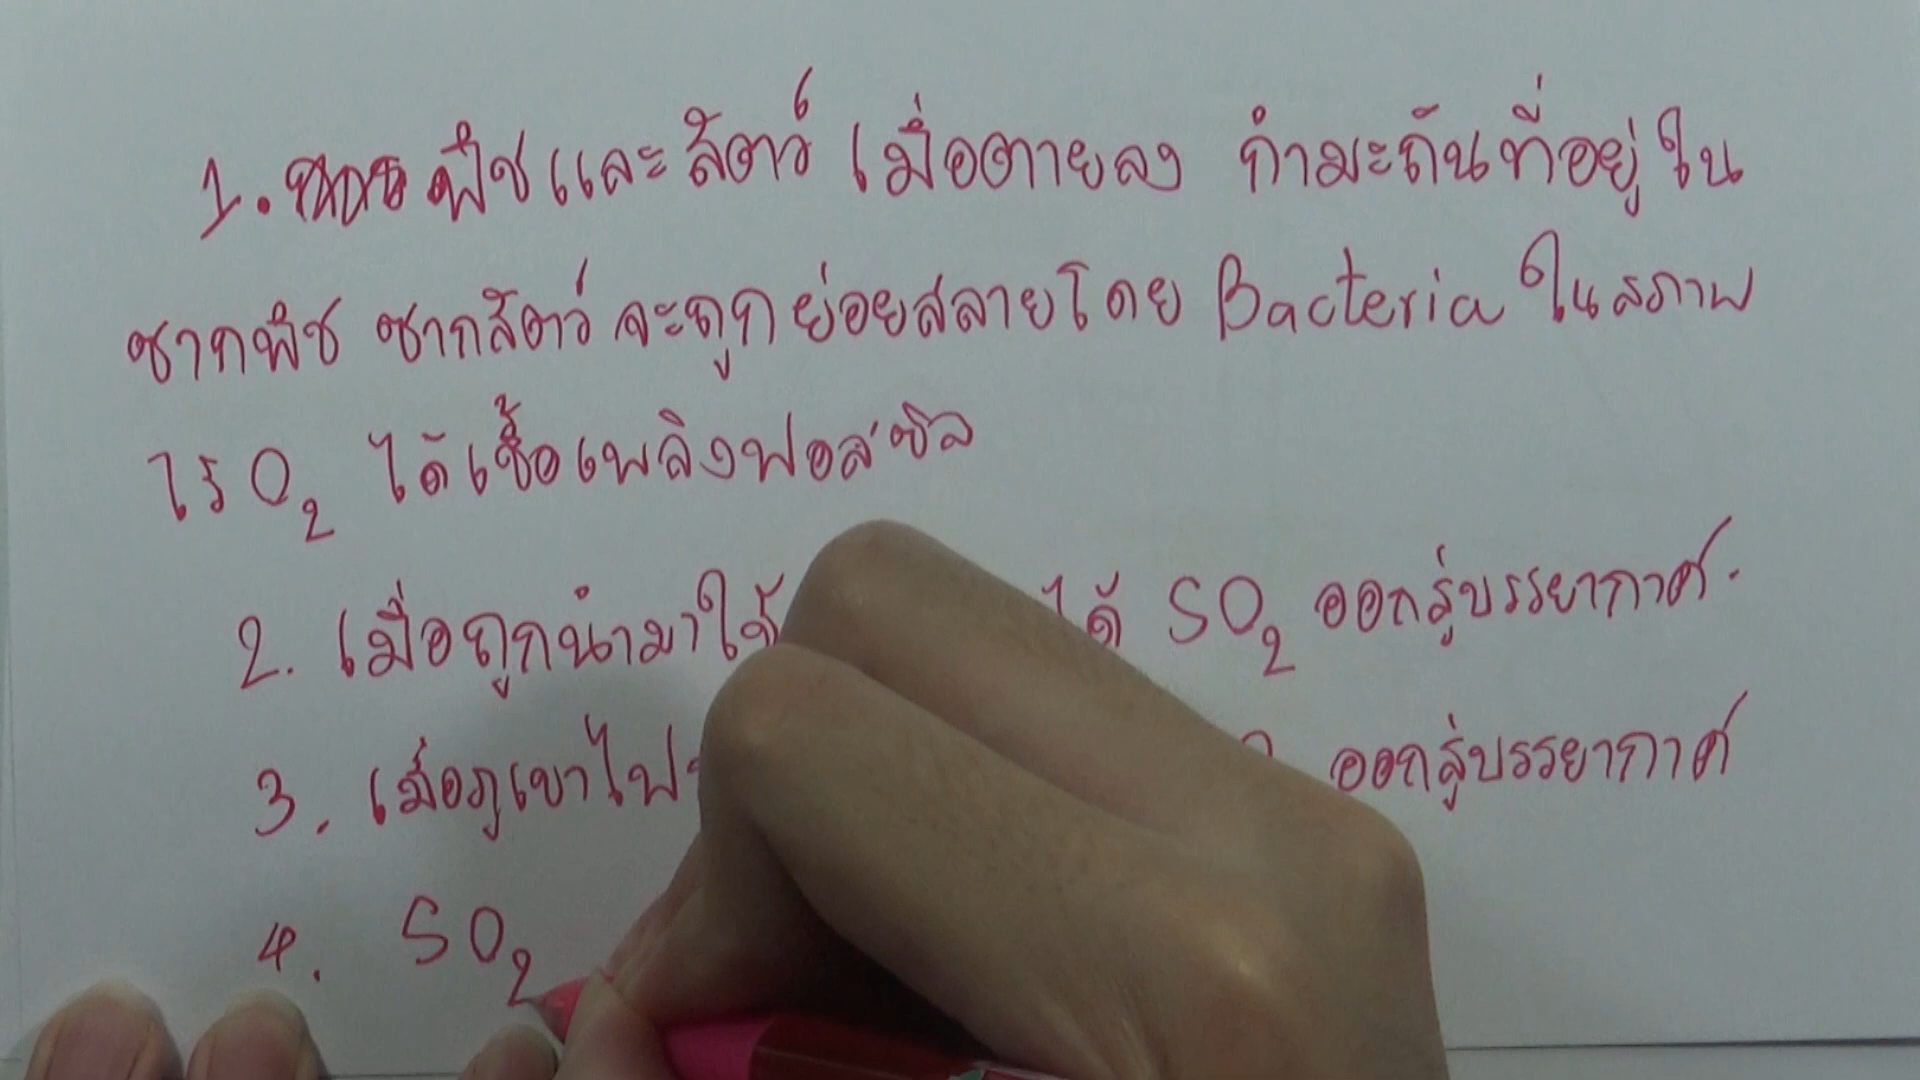 1. พืชและสัตว์ เมื่อตายลง กำมะถันที่อยู่ใน
ซากพืช ซากสัตว์ จะถูกย่อยสลายโดย Bacteria ในสภาพ
ไร้ O2 ได้เชื้อเพลิงฟอสซิล
2. เมื่อถูกนำมาใช้ ได้ SO2 ออกสู่บรรยากาศ.
3. เมื่อภูเขาไฟ ออกสู่บรรยากาศ
4. SO2